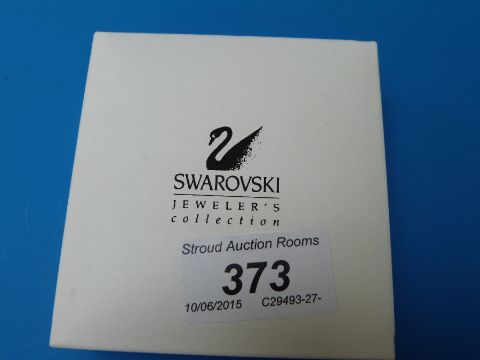 SWAROVSKI
JEWELER'S
collection
Stroud Auction Rooms
373
10/06/2015 C29493-27-